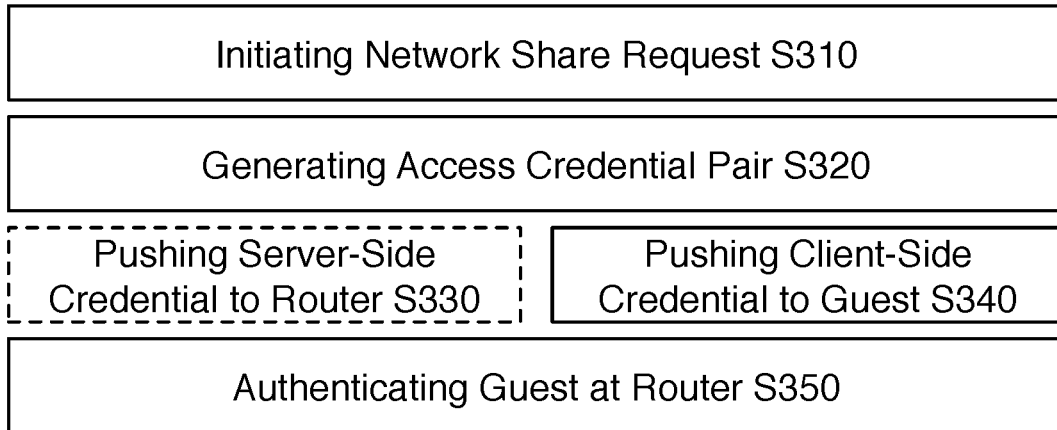 Initiating Network Share Request S310
Generating Access Credential Pair S320
Pushing Server-Side
Credential to Router S330
Pushing Client-Side
Credential to Guest S340
Authenticating Guest at Router S350